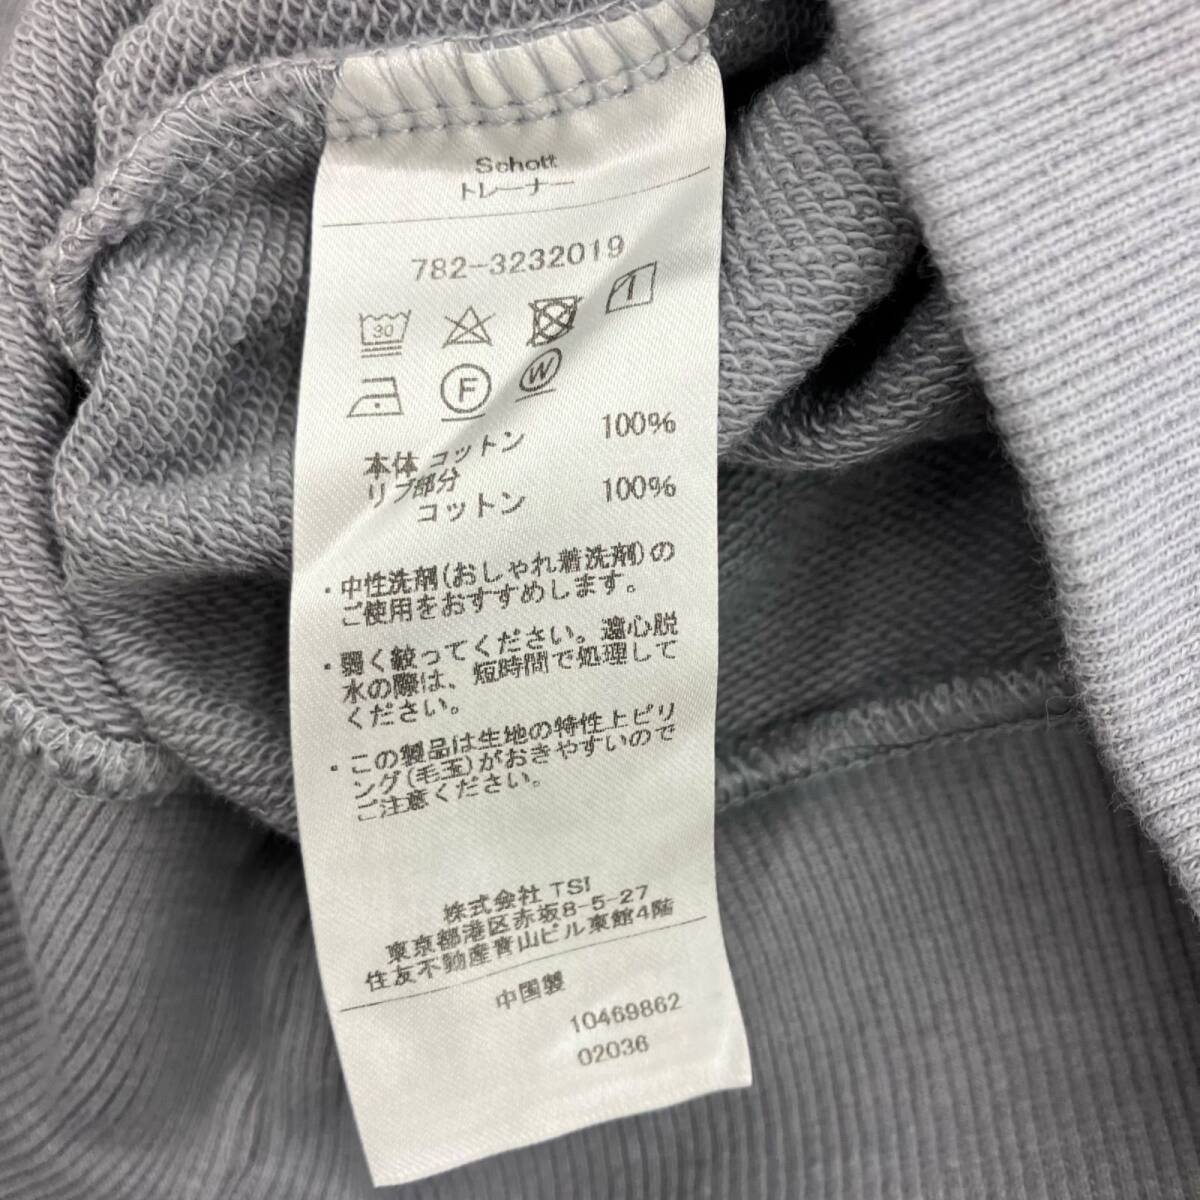 Schott
トレーナー
782-3232019
30
F W
本体 コットン 100%
リブ部分
コットン 100%
・中性洗剤(おしゃれ着洗剤)の
ご使用をおすすめします。
・弱く絞ってください。遠心脱
水の際は、短時間で処理して
ください。
・この製品は生地の特性上ピリ
ング(毛玉)がおきやすいので
ご注意ください。
株式会社 TSI
東京都港区赤坂8-5-27
住友不動産青山ビル東館4階
中国製
10469862
02036